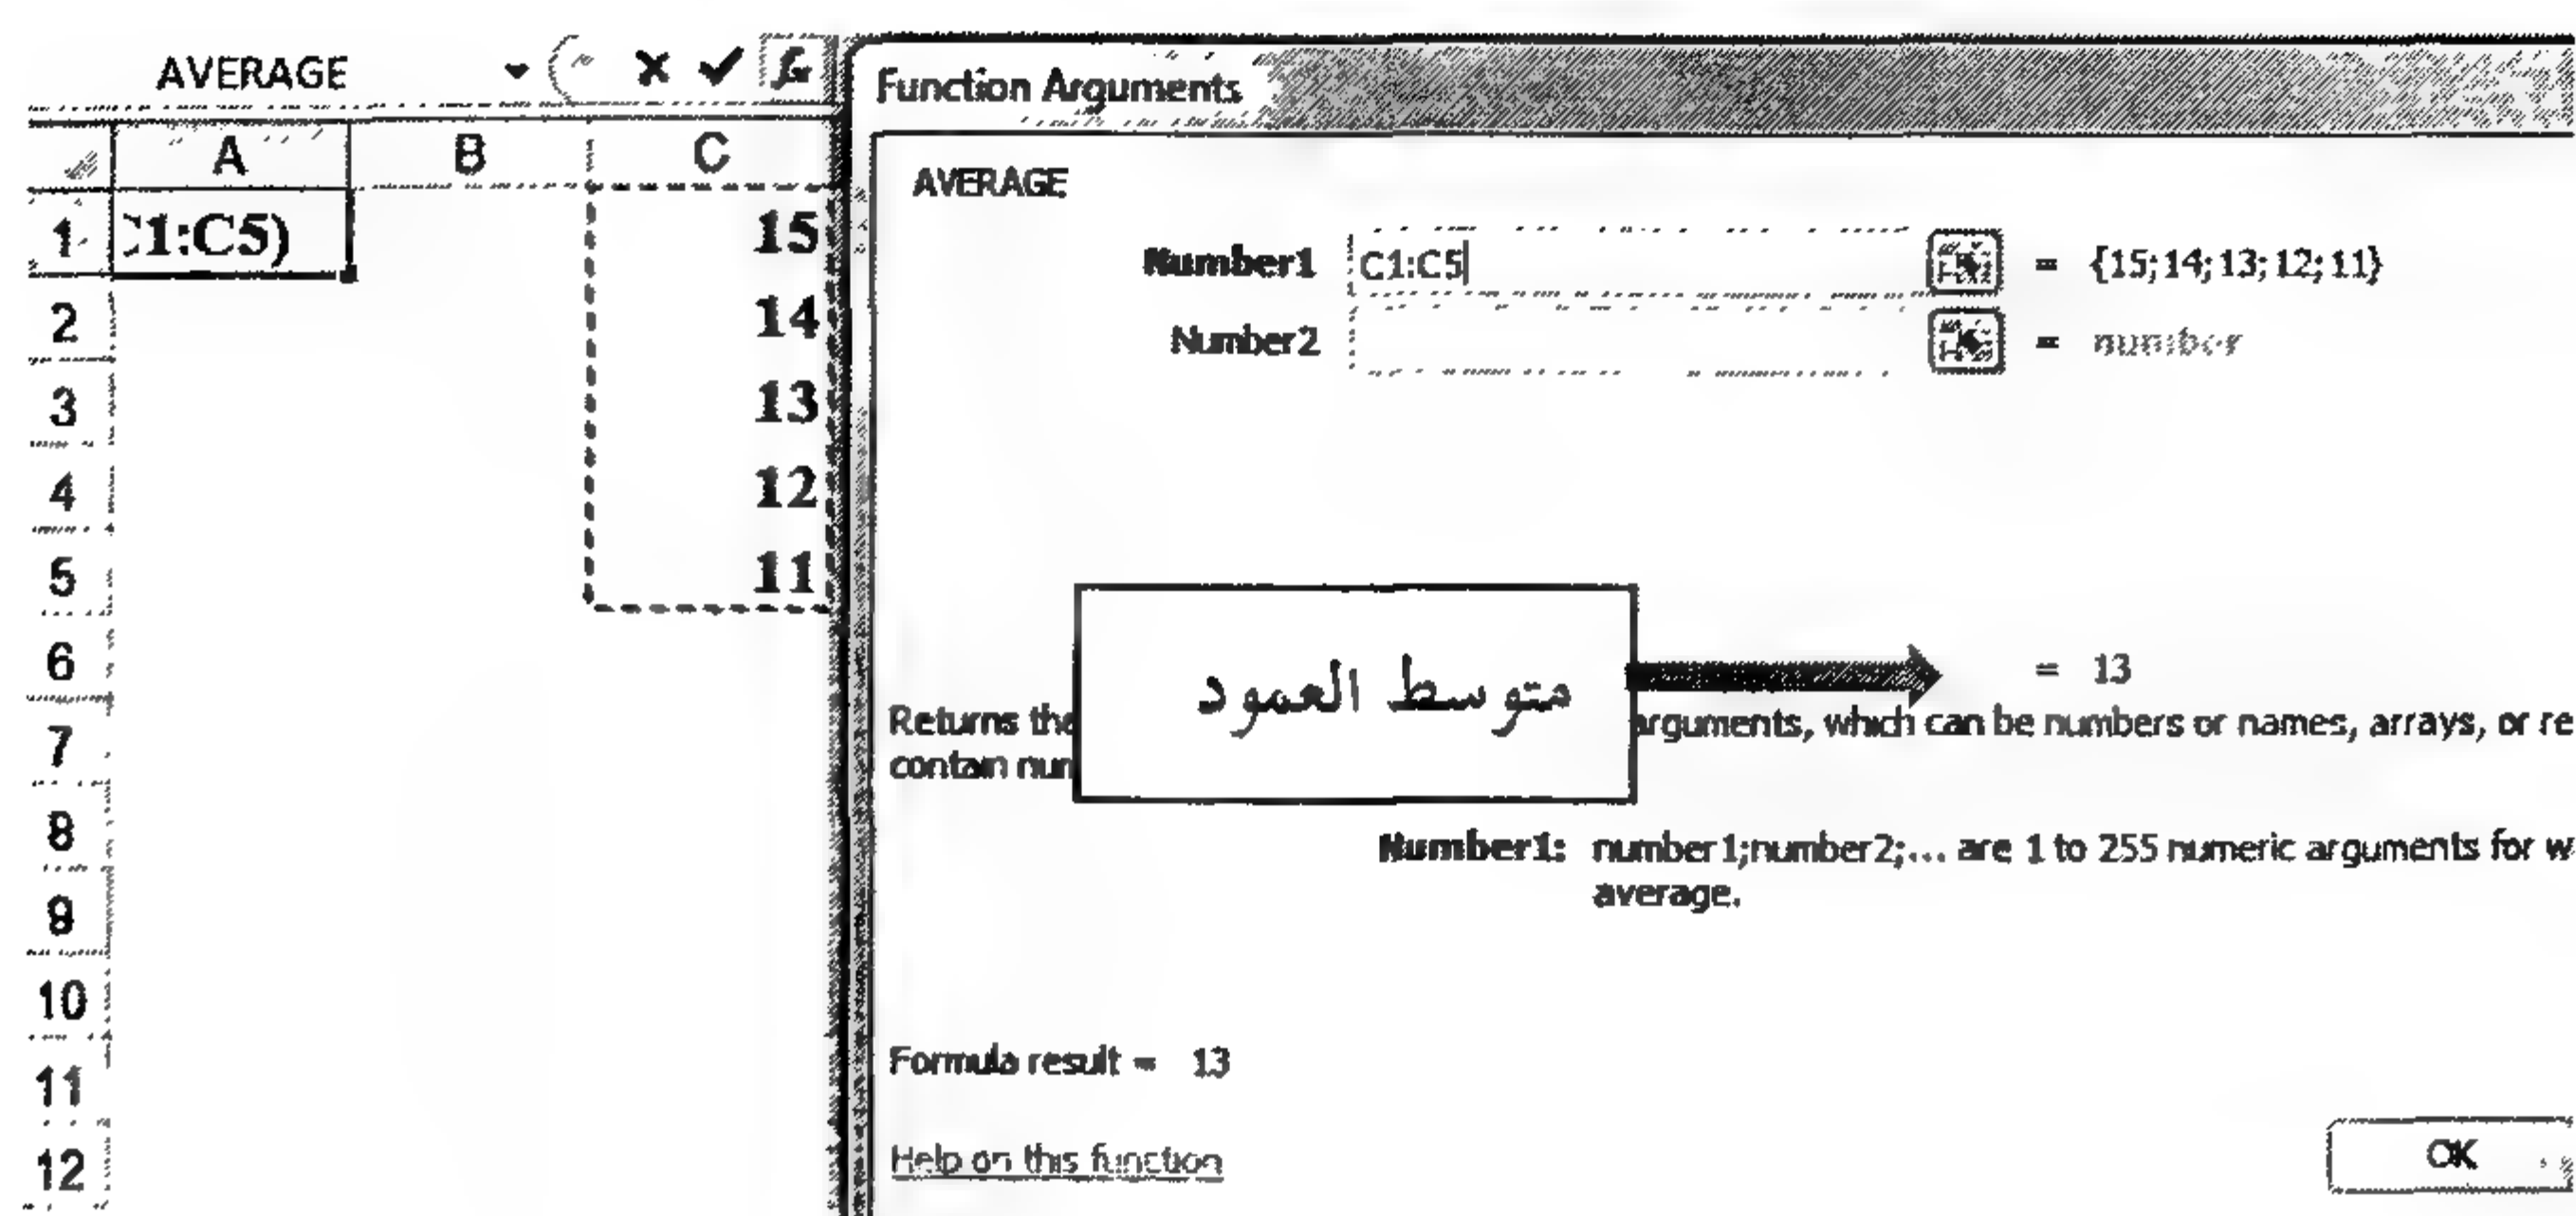 AVERAGE
A B C
1 C1:C5) 15
2 14
3 13
4 12
5 11
6
7
8
9
10
11
12
Function Arguments
AVERAGE
Number1 C1:C5 = {15;14;13;12;11}
Number2 = number
متوسط العمود
= 13
Returns the arguments, which can be numbers or names, arrays, or re
contain num
Number1: number1;number2;... are 1 to 255 numeric arguments for w
average.
Formula result = 13
Help on this function
OK